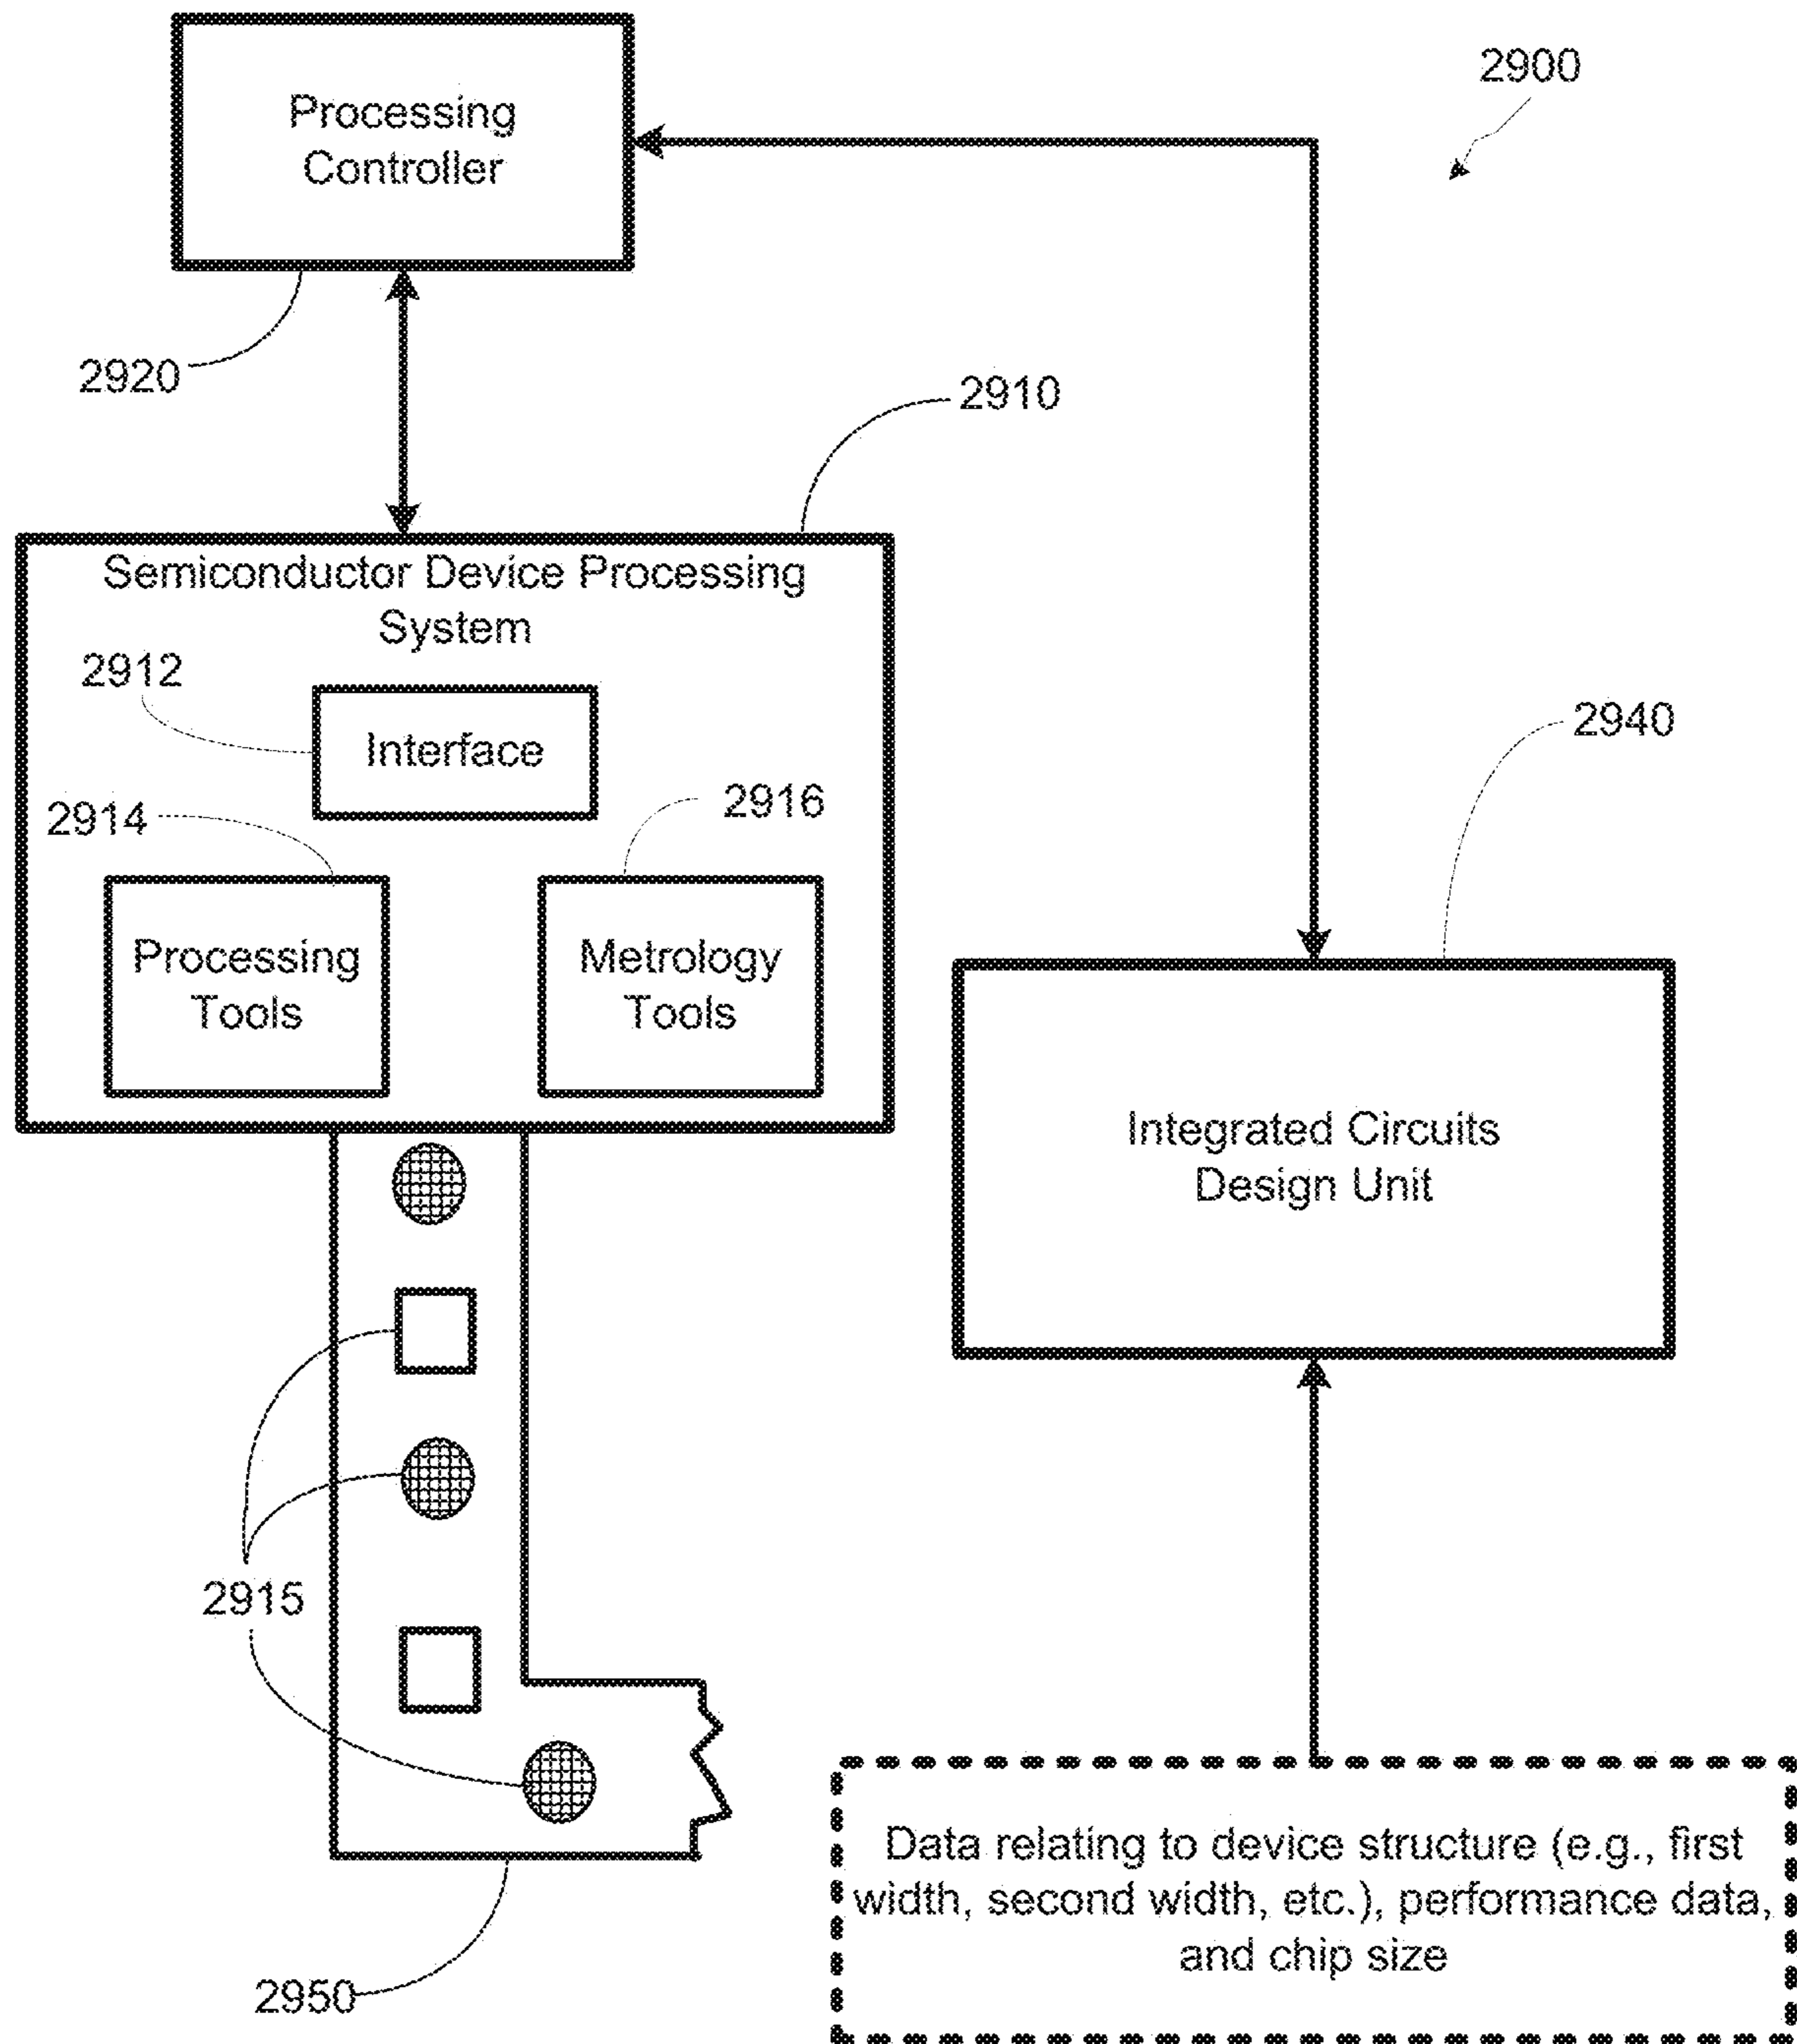 Processing
Controller
2900
2920
2910
Semiconductor Device Processing
System
2912
Interface
2914
2916
2940
Processing
Tools
Metrology
Tools
Integrated Circuits
Design Unit
2915
Data relating to device structure (e.g., first
width, second width, etc.), performance data,
and chip size
2950